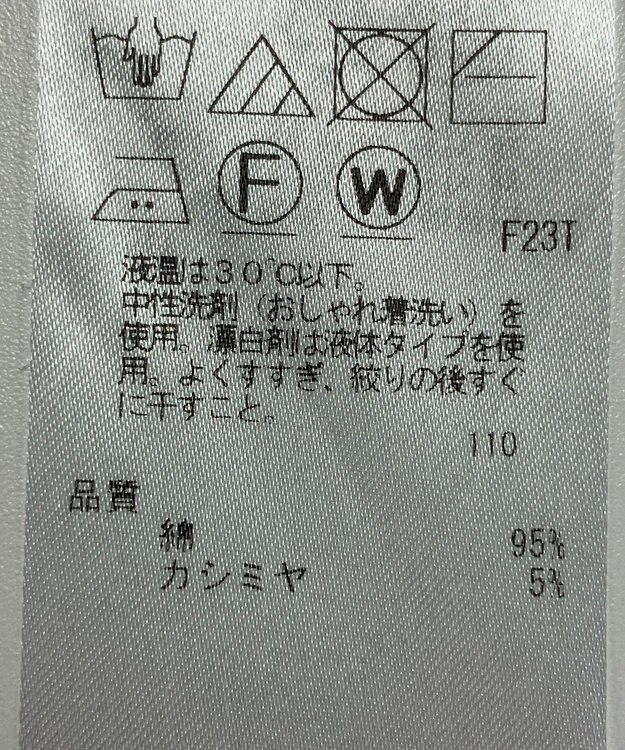 F W
F23T
液温は３０℃以下。
中性洗剤（おしゃれ着洗い）を
使用。漂白剤は液体タイプを使
用。よくすすぎ、絞りの後すぐ
に干すこと。
110
品質
綿 95%
カシミヤ 5%